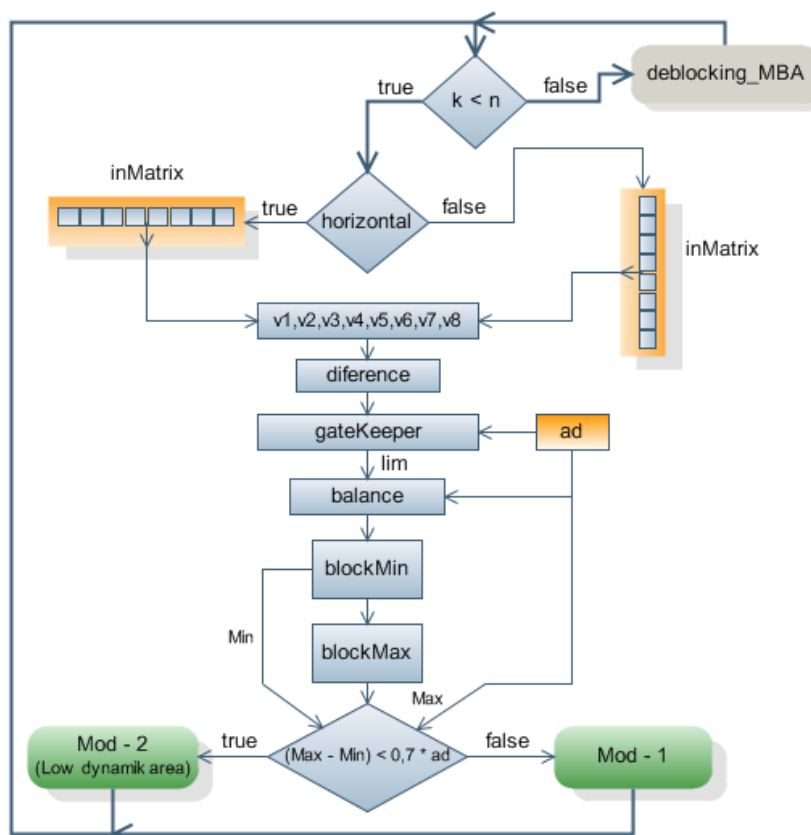 deblocking_MBA
true
k < n
false
inMatrix
true
horizontal
false
inMatrix
v1,v2,v3,v4,v5,v6,v7,v8
diference
gateKeeper
ad
lim
balance
blockMin
Min
blockMax
Max
Mod - 2
(Low dynamik area)
true
(Max - Min) < 0,7 * ad
false
Mod - 1